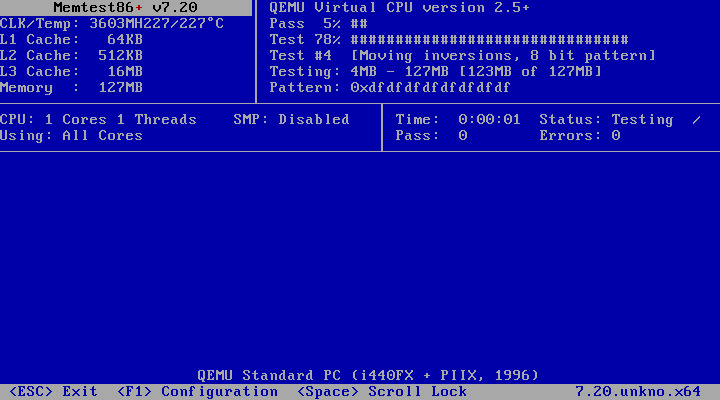 Memtest86+ v7.20
QEMU Virtual CPU version 2.5+
CLK/Temp: 3603MH227/227°C
Pass 5% ##
L1 Cache: 64KB
Test 78% ###############################
L2 Cache: 512KB
Test #4 [Moving inversions, 8 bit pattern]
L3 Cache: 16MB
Testing: 4MB - 127MB [123MB of 127MB]
Memory : 127MB
Pattern: 0xdfdfdfdfdfdfdfdf
CPU: 1 Cores 1 Threads SMP: Disabled
Time: 0:00:01 Status: Testing /
Using: All Cores
Pass: 0 Errors: 0
QEMU Standard PC (i440FX + PIIX, 1996)
<ESC> Exit <F1> Configuration <Space> Scroll Lock 7.20.unkno.x64